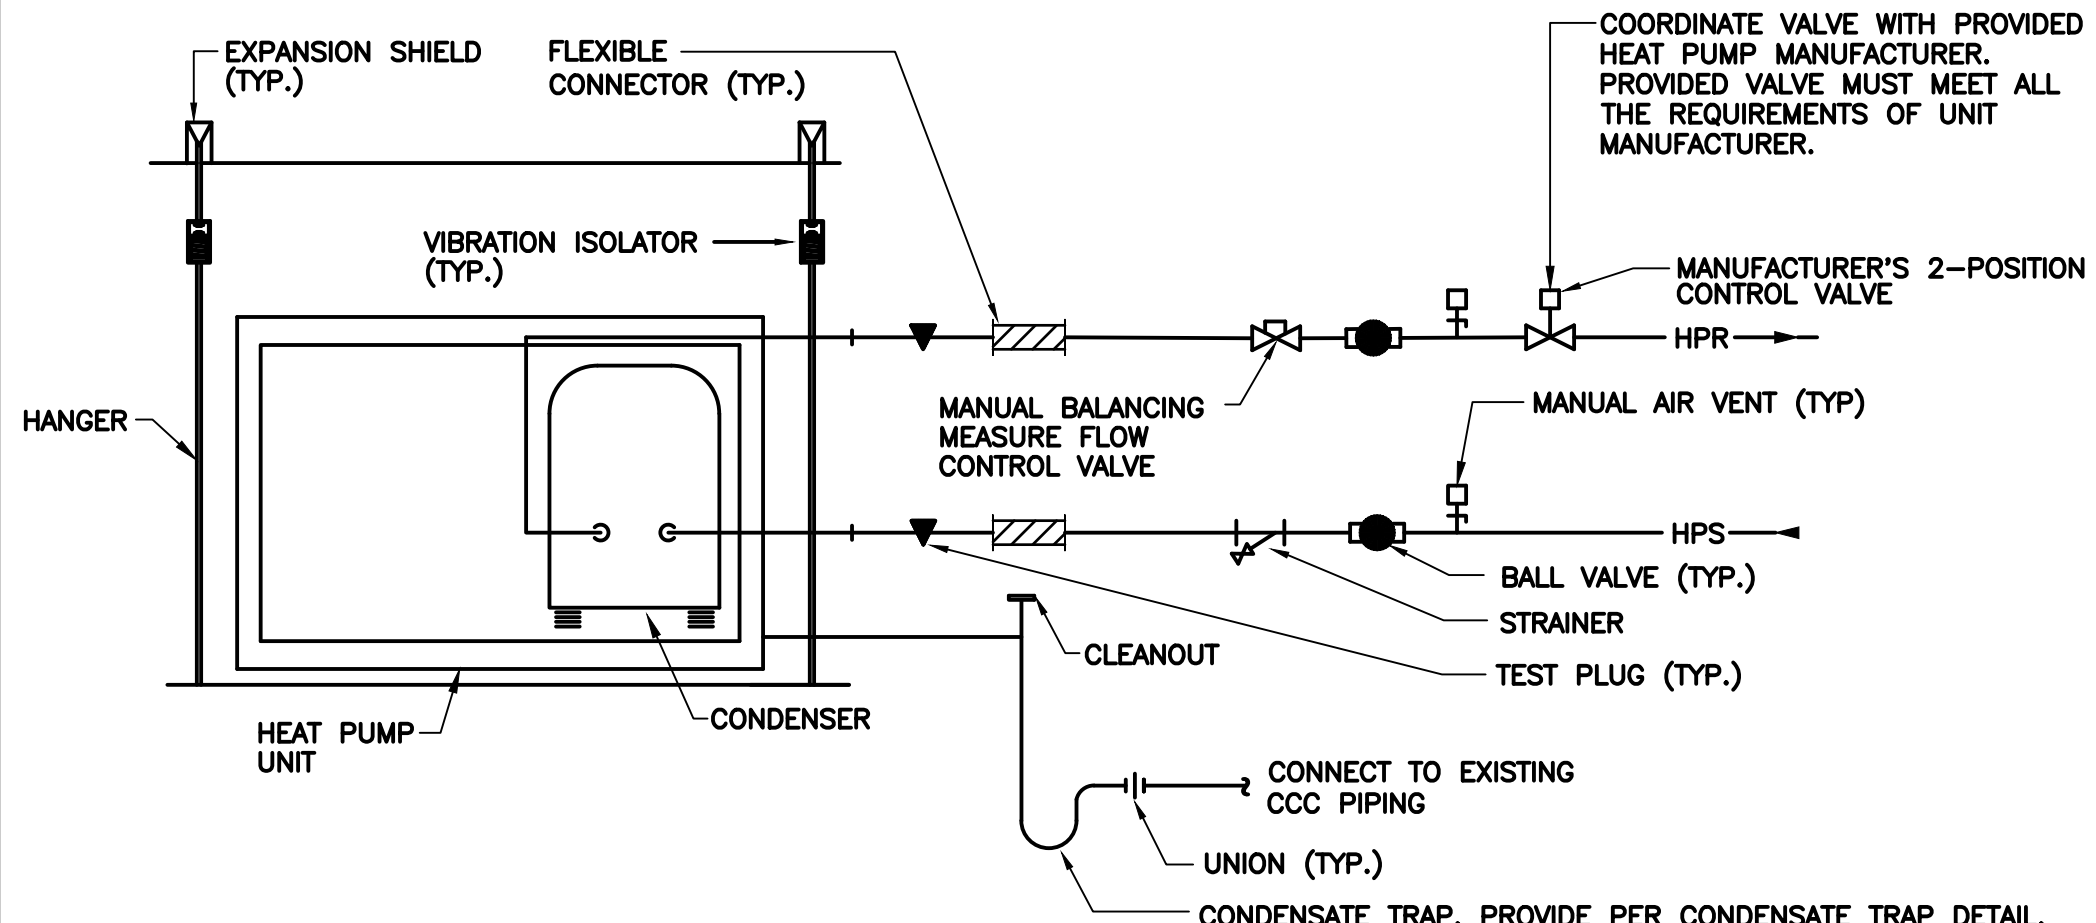 EXPANSION SHIELD
(TYP.)
FLEXIBLE
CONNECTOR (TYP.)
COORDINATE VALVE WITH PROVIDED
HEAT PUMP MANUFACTURER.
PROVIDED VALVE MUST MEET ALL
THE REQUIREMENTS OF UNIT
MANUFACTURER.
VIBRATION ISOLATOR
(TYP.)
MANUFACTURER'S 2-POSITION
CONTROL VALVE
HPR
HANGER
MANUAL BALANCING
MEASURE FLOW
CONTROL VALVE
MANUAL AIR VENT (TYP)
HPS
BALL VALVE (TYP.)
STRAINER
CLEANOUT
TEST PLUG (TYP.)
CONDENSER
HEAT PUMP
UNIT
CONNECT TO EXISTING
CCC PIPING
UNION (TYP.)
CONDENSATE TRAP. PROVIDE PER CONDENSATE TRAP DETAIL.